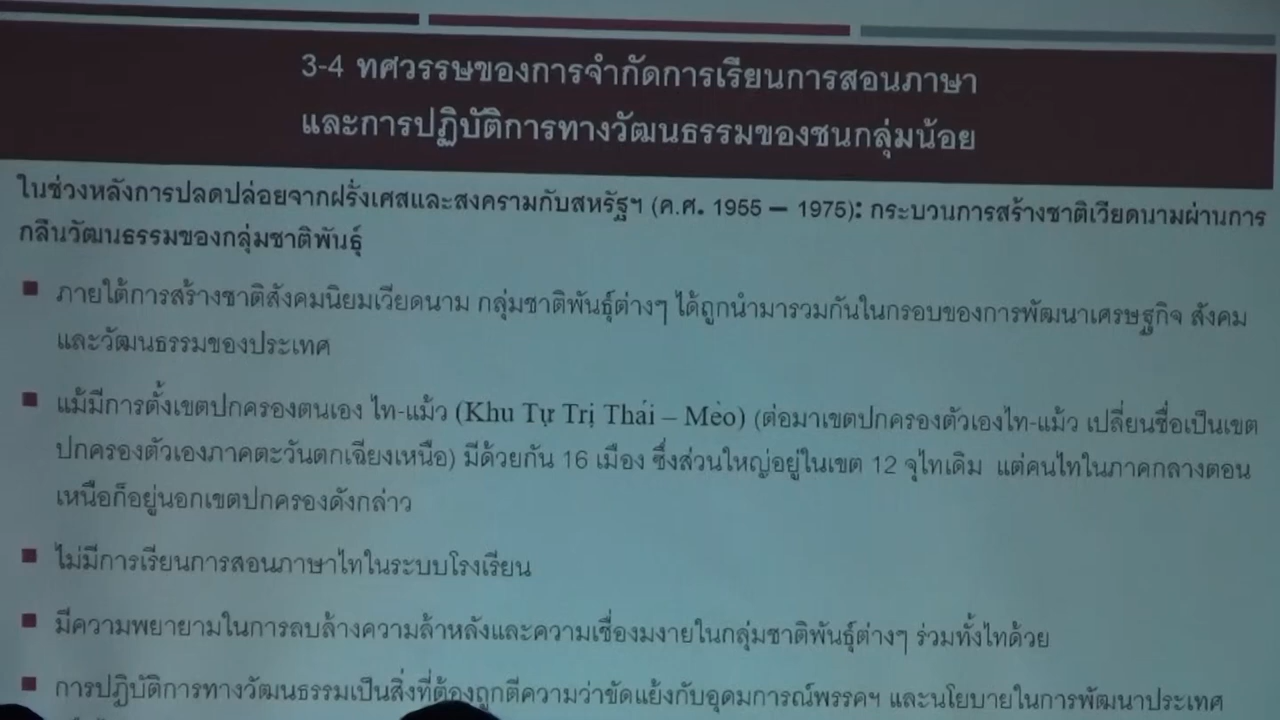 3-4 ทศวรรษของการจำกัดการเรียนการสอนภาษา
และการปฏิบัติการทางวัฒนธรรมของชนกลุ่มน้อย
ในช่วงหลังการปลดปล่อยจากฝรั่งเศสและสงครามกับสหรัฐฯ (ค.ศ. 1955 – 1975): กระบวนการสร้างชาติเวียดนามผ่านการ
กลืนวัฒนธรรมของกลุ่มชาติพันธุ์
ภายใต้การสร้างชาติสังคมนิยมเวียดนาม กลุ่มชาติพันธุ์ต่างๆ ได้ถูกนำมารวมกันในกรอบของการพัฒนาเศรษฐกิจ สังคม
และวัฒนธรรมของประเทศ
แม้มีการตั้งเขตปกครองตนเอง ไท-แม้ว (Khu Tự Trị Thái – Mèo) (ต่อมาเขตปกครองตัวเองไท-แม้ว เปลี่ยนชื่อเป็นเขต
ปกครองตัวเองภาคตะวันตกเฉียงเหนือ) มีด้วยกัน 16 เมือง ซึ่งส่วนใหญ่อยู่ในเขต 12 จุไทเดิม แต่คนไทในภาคกลางตอน
เหนือก็อยู่นอกเขตปกครองดังกล่าว
ไม่มีการเรียนการสอนภาษาไทในระบบโรงเรียน
มีความพยายามในการลบล้างความล้าหลังและความเชื่องมงายในกลุ่มชาติพันธุ์ต่างๆ ร่วมทั้งไทด้วย
การปฏิบัติการทางวัฒนธรรมเป็นสิ่งที่ต้องถูกตีความว่าขัดแย้งกับอุดมการณ์พรรคฯ และนโยบายในการพัฒนาประเทศ